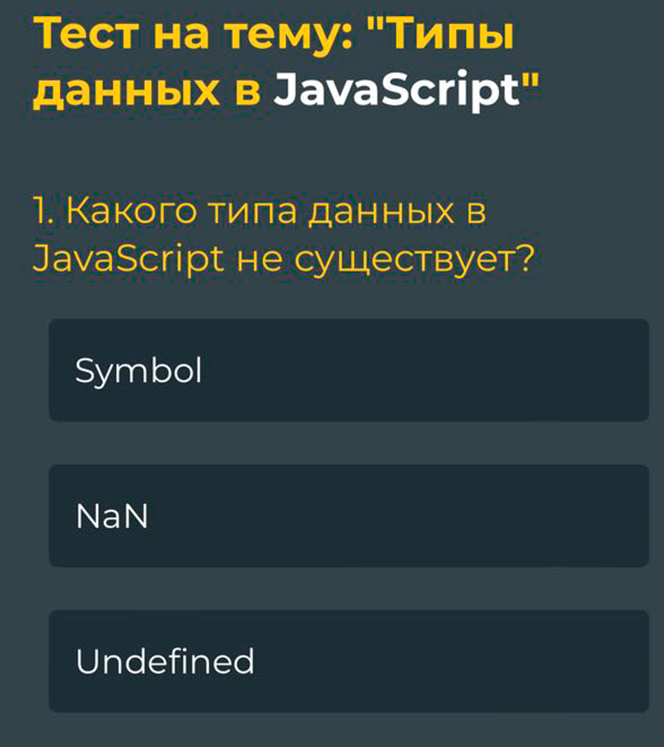 Тест на тему: "Типы
данных в JavaScript"
1. Какого типа данных в
JavaScript не существует?
Symbol
NaN
Undefined